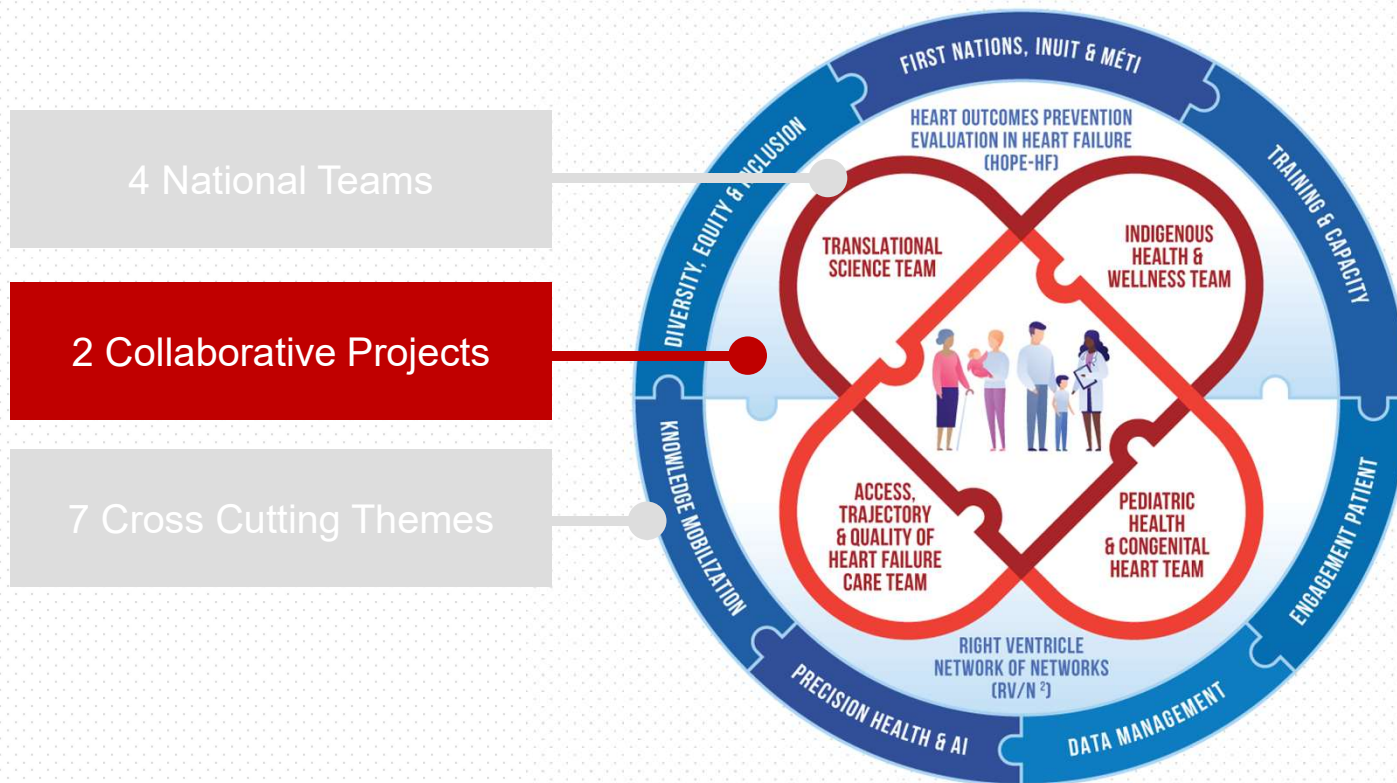 4 National Teams
2 Collaborative Projects
7 Cross Cutting Themes
FIRST NATIONS, INUIT & MÉTI
TRAINING & CAPACITY
ENGAGEMENT PATIENT
DATA MANAGEMENT
PRECISION HEALTH & AI
KNOWLEDGE MOBILIZATION
DIVERSITY, EQUITY & INCLUSION
HEART OUTCOMES PREVENTION
EVALUATION IN HEART FAILURE
(HOPE-HF)
TRANSLATIONAL
SCIENCE TEAM
INDIGENOUS
HEALTH &
WELLNESS TEAM
ACCESS,
TRAJECTORY
& QUALITY OF
HEART FAILURE
CARE TEAM
PEDIATRIC
HEALTH
& CONGENITAL
HEART TEAM
RIGHT VENTRICLE
NETWORK OF NETWORKS
(RV/N ²)